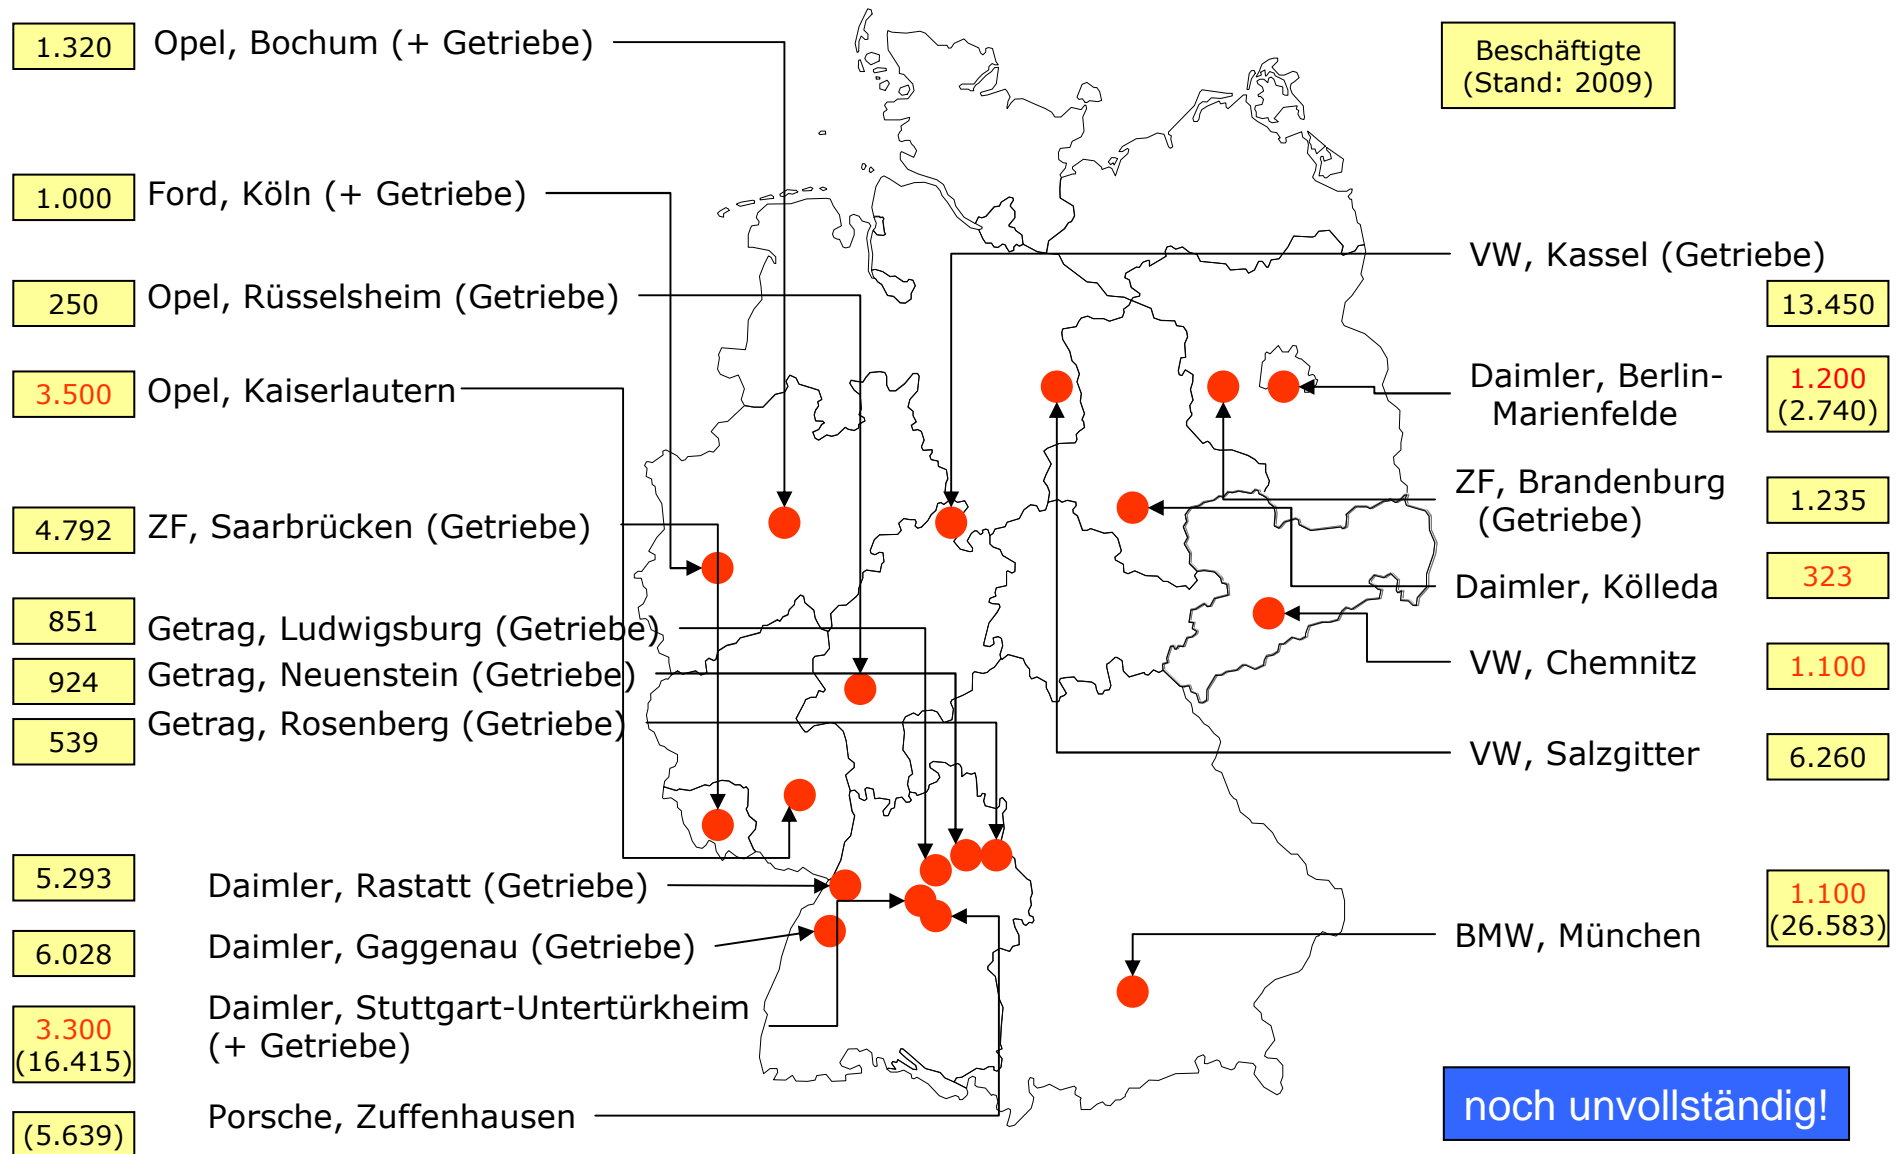 1.320 Opel, Bochum (+ Getriebe)
Beschäftigte
(Stand: 2009)
1.000 Ford, Köln (+ Getriebe)
250 Opel, Rüsselsheim (Getriebe)
3.500 Opel, Kaiserlautern
4.792 ZF, Saarbrücken (Getriebe)
851 Getrag, Ludwigsburg (Getriebe)
924 Getrag, Neuenstein (Getriebe)
539 Getrag, Rosenberg (Getriebe)
5.293 Daimler, Rastatt (Getriebe)
6.028 Daimler, Gaggenau (Getriebe)
3.300 Daimler, Stuttgart-Untertürkheim
(16.415) (+ Getriebe)
(5.639) Porsche, Zuffenhausen
VW, Kassel (Getriebe)
13.450
Daimler, Berlin- 1.200
Marienfelde (2.740)
ZF, Brandenburg 1.235
(Getriebe)
Daimler, Kölleda 323
VW, Chemnitz 1.100
VW, Salzgitter 6.260
BMW, München 1.100
(26.583)
noch unvollständig!